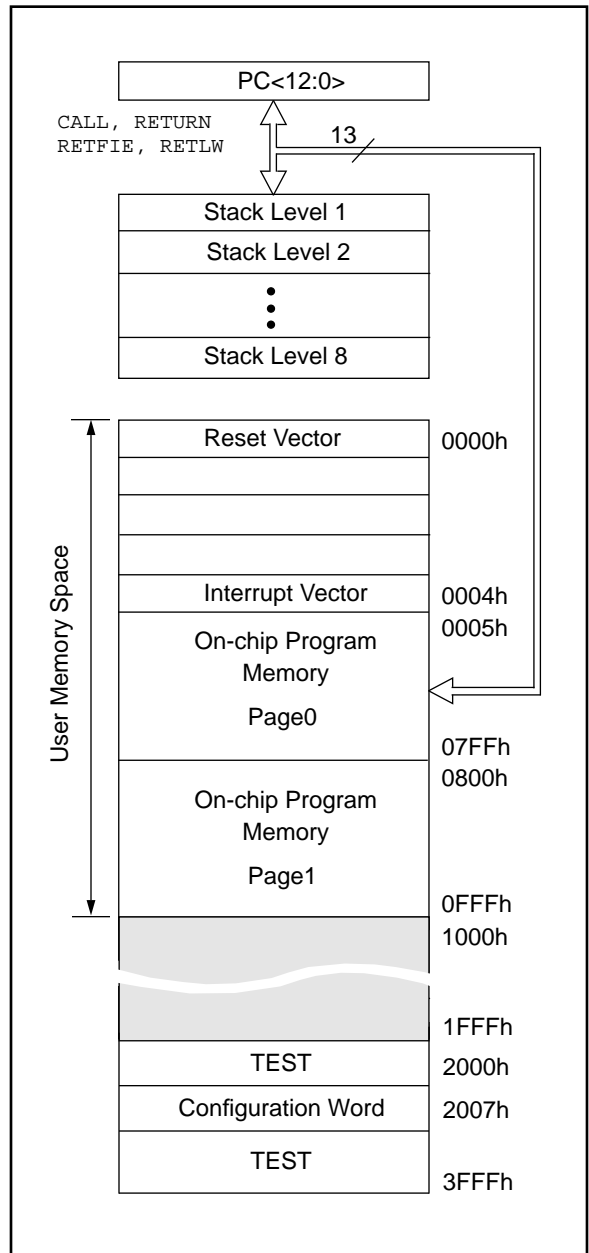 PC<12:0>
CALL, RETURN
RETFIE, RETLW
13
Stack Level 1
Stack Level 2
Stack Level 8
User Memory Space
Reset Vector
0000h
Interrupt Vector
0004h
0005h
On-chip Program
Memory
Page0
07FFh
0800h
On-chip Program
Memory
Page1
0FFFh
1000h
1FFFh
TEST
2000h
Configuration Word
2007h
TEST
3FFFh